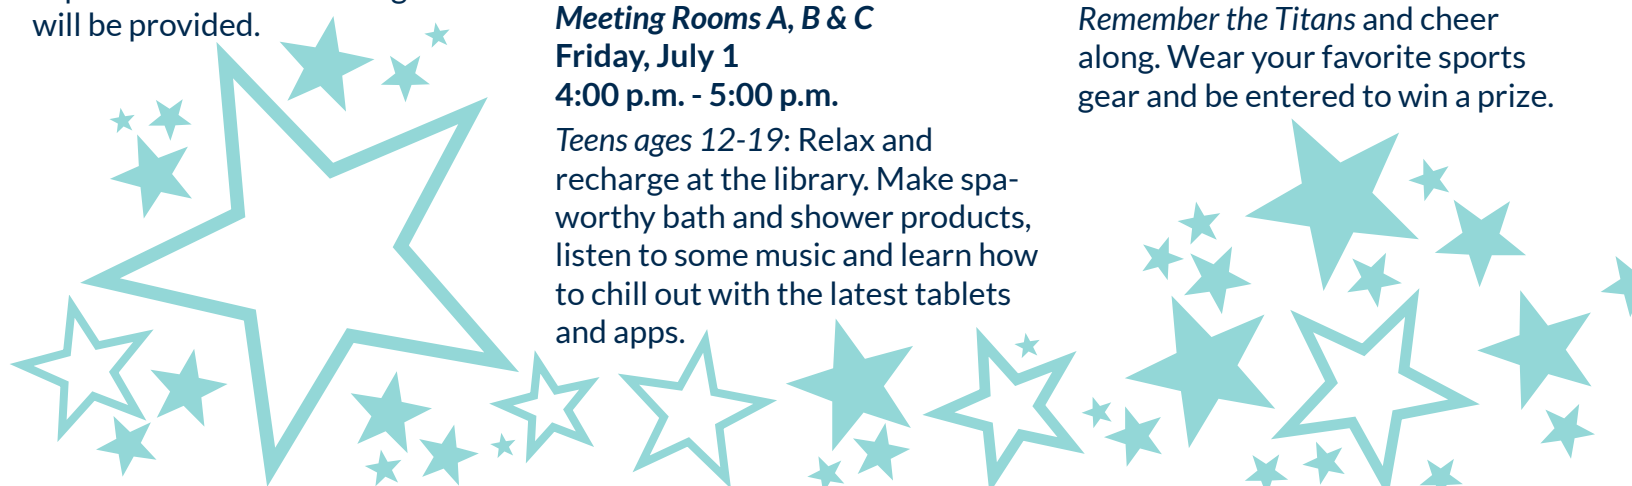 will be provided.
Meeting Rooms A, B & C
Friday, July 1
4:00 p.m. - 5:00 p.m.
Teens ages 12-19: Relax and
recharge at the library. Make spa-
worthy bath and shower products,
listen to some music and learn how
to chill out with the latest tablets
and apps.
Remember the Titans and cheer
along. Wear your favorite sports
gear and be entered to win a prize.